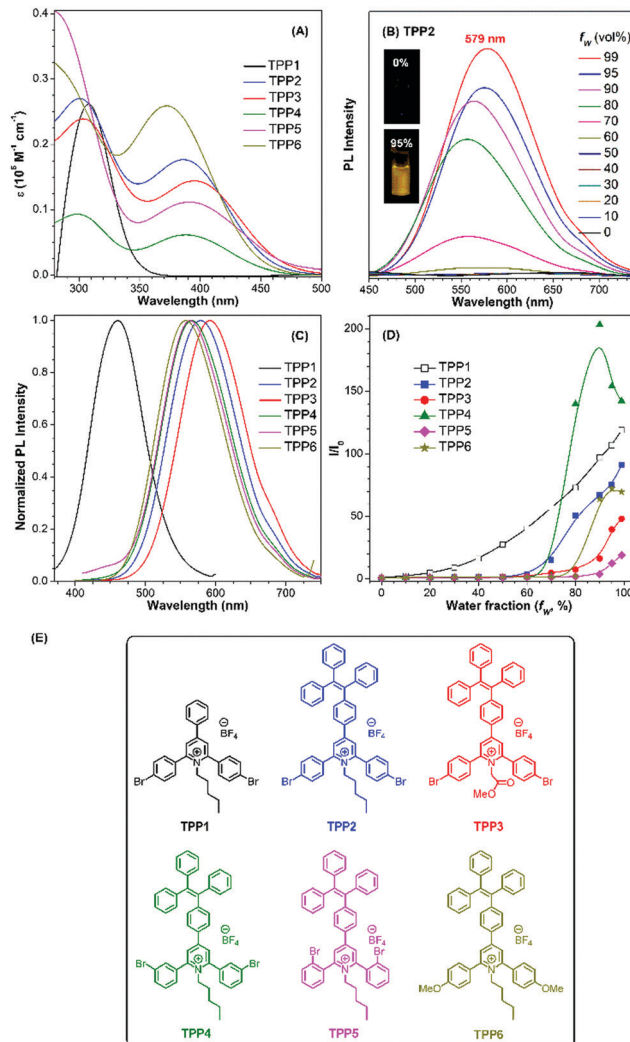 (A)
ε (10⁵ M⁻¹ cm⁻¹)
0.4
0.3
0.2
0.1
0.0
TPP1
TPP2
TPP3
TPP4
TPP5
TPP6
300 350 400 450 500
Wavelength (nm)
(B) TPP2
PL Intensity
0%
95%
579 nm
fW (vol%)
99
95
90
80
70
60
50
40
30
20
10
0
450 500 550 600 650 700
Wavelength (nm)
(C)
Normalized PL Intensity
1.0
0.8
0.6
0.4
0.2
0.0
TPP1
TPP2
TPP3
TPP4
TPP5
TPP6
400 500 600 700
Wavelength (nm)
(D)
I/I0
200
150
100
50
0
TPP1
TPP2
TPP3
TPP4
TPP5
TPP6
0 20 40 60 80 100
Water fraction (fW, %)
(E)
⊖
BF4
Br
N
⊕
Br
TPP1
⊖
BF4
Br
N
⊕
Br
TPP2
⊖
BF4
Br
N
⊕
Br
MeO
O
TPP3
⊖
BF4
Br
N
⊕
Br
TPP4
⊖
BF4
Br
Br
N
⊕
TPP5
⊖
BF4
MeO
N
⊕
OMe
TPP6